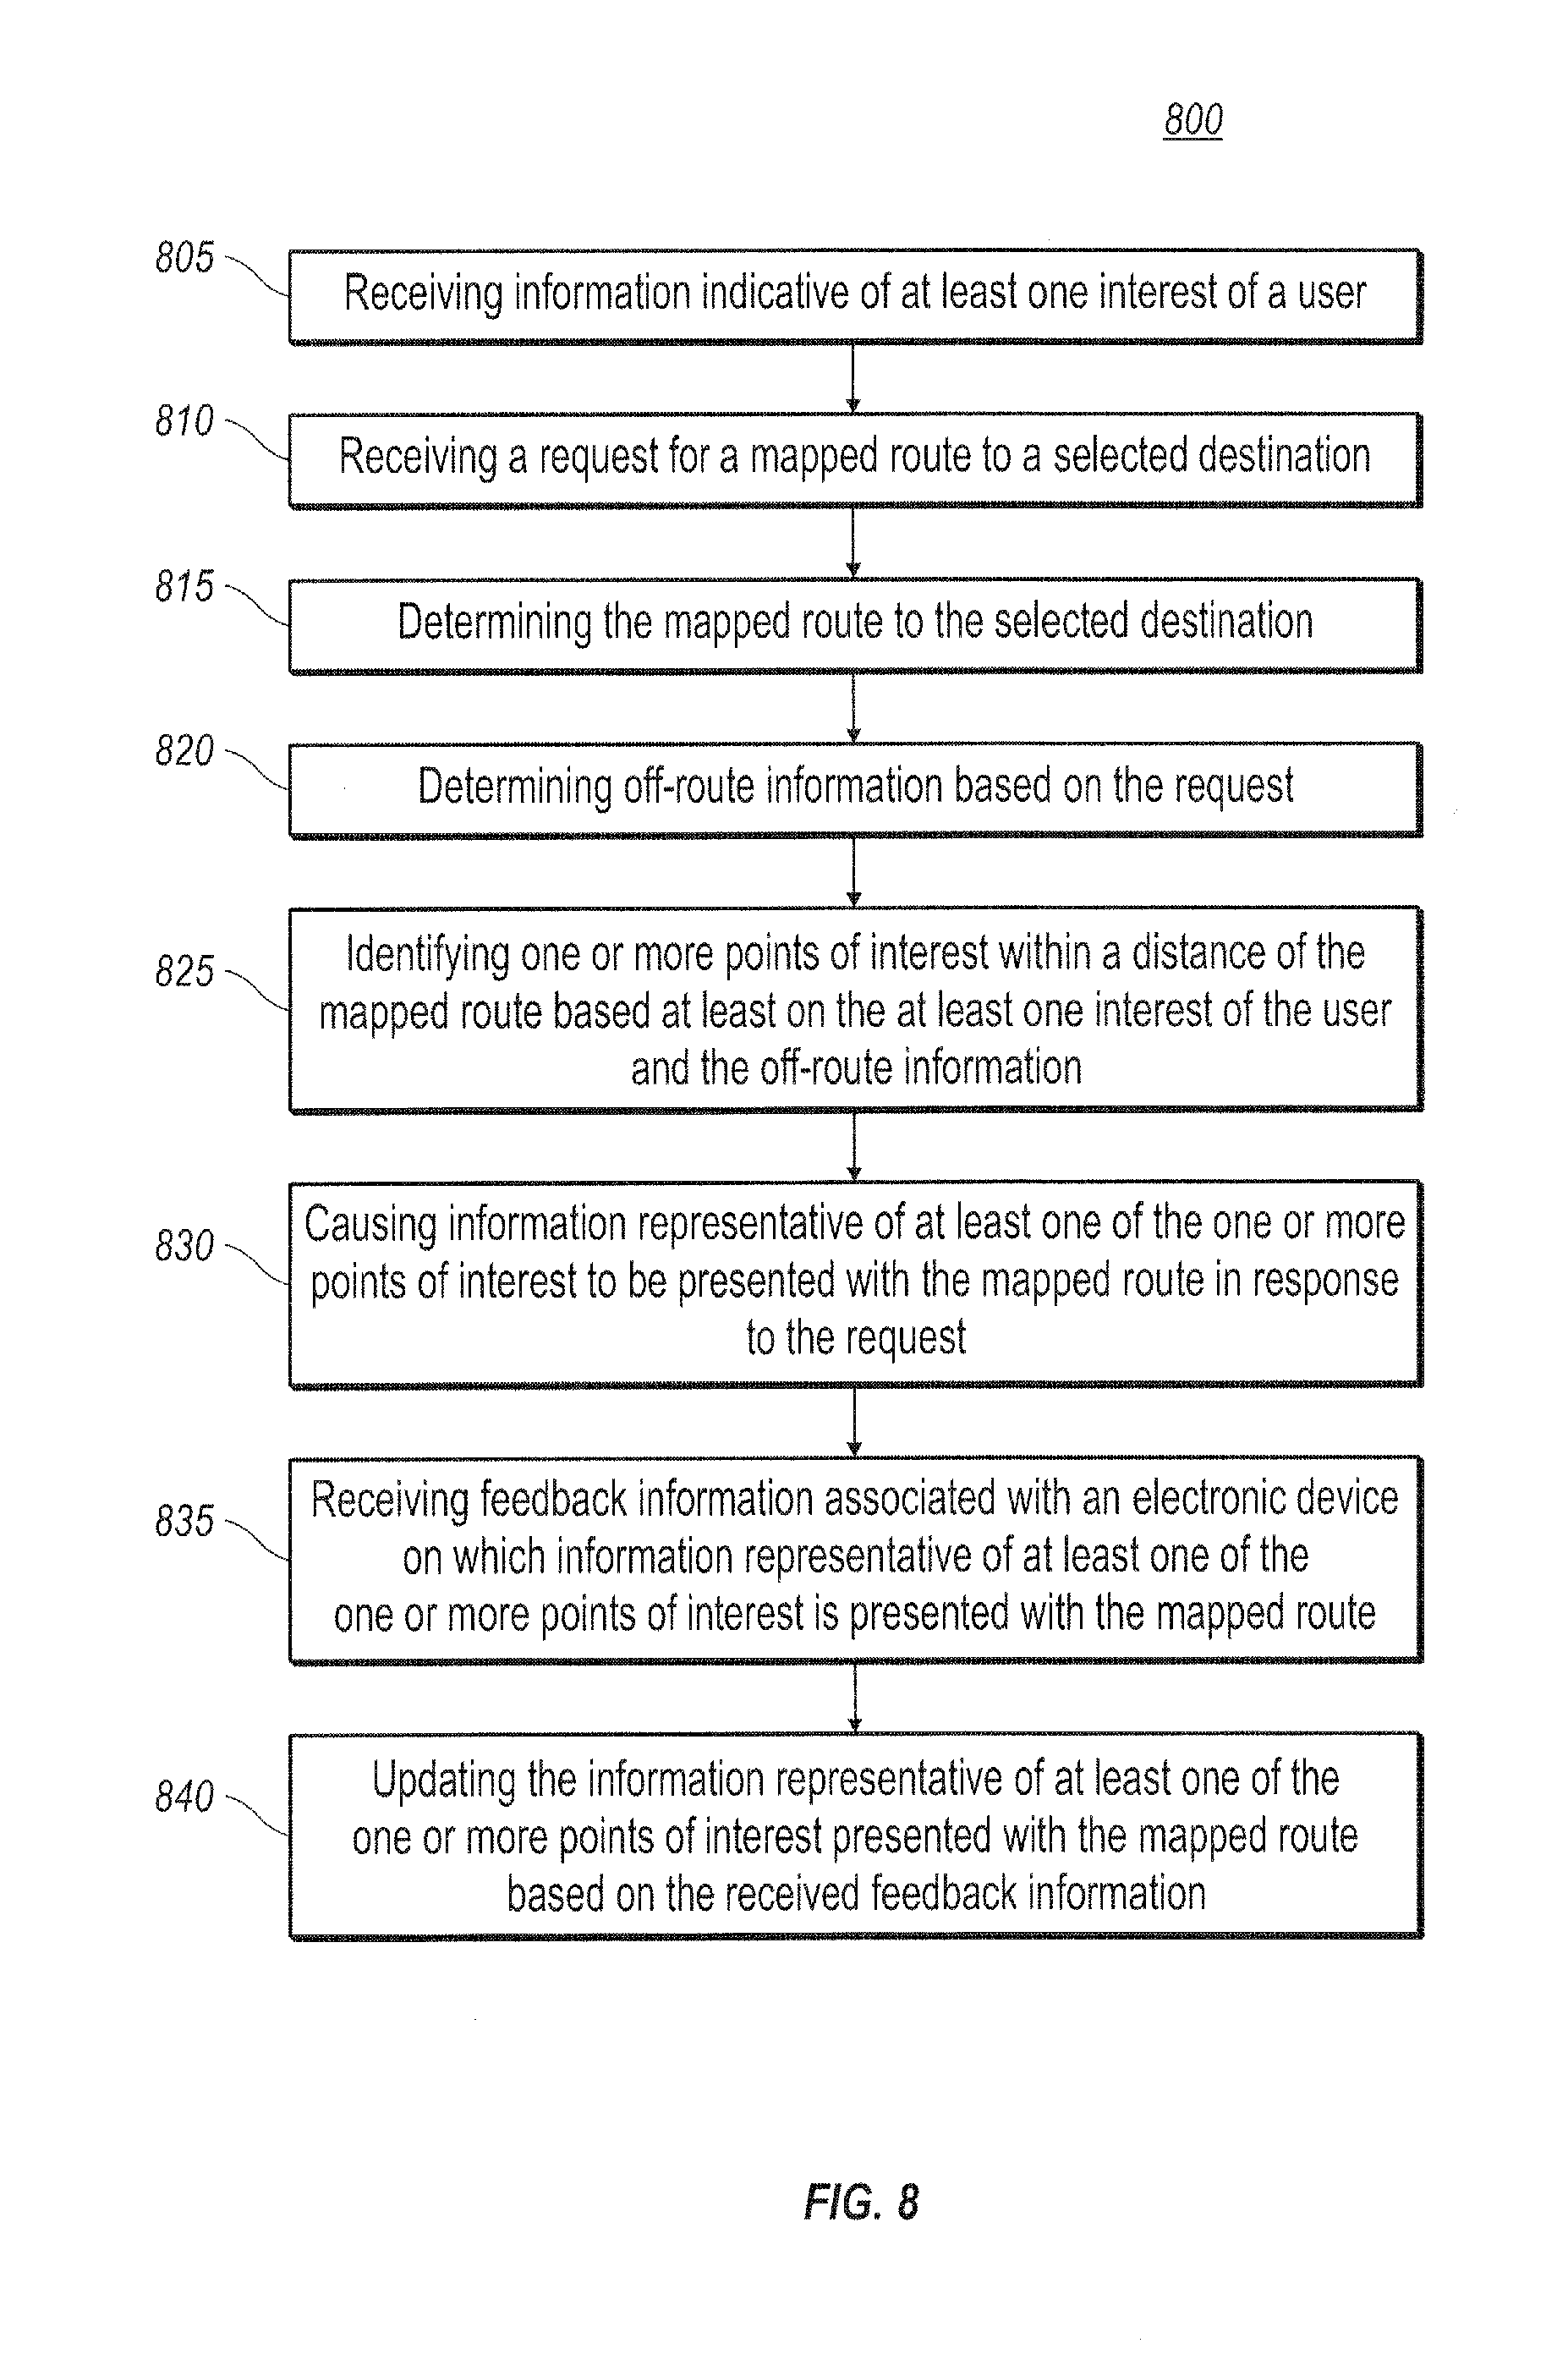 800
805
Receiving information indicative of at least one interest of a user
810
Receiving a request for a mapped route to a selected destination
815
Determining the mapped route to the selected destination
820
Determining off-route information based on the request
825
Identifying one or more points of interest within a distance of the
mapped route based at least on the at least one interest of the user
and the off-route information
830
Causing information representative of at least one of the one or more
points of interest to be presented with the mapped route in response
to the request
835
Receiving feedback information associated with an electronic device
on which information representative of at least one of the
one or more points of interest is presented with the mapped route
840
Updating the information representative of at least one of the
one or more points of interest presented with the mapped route
based on the received feedback information
FIG. 8